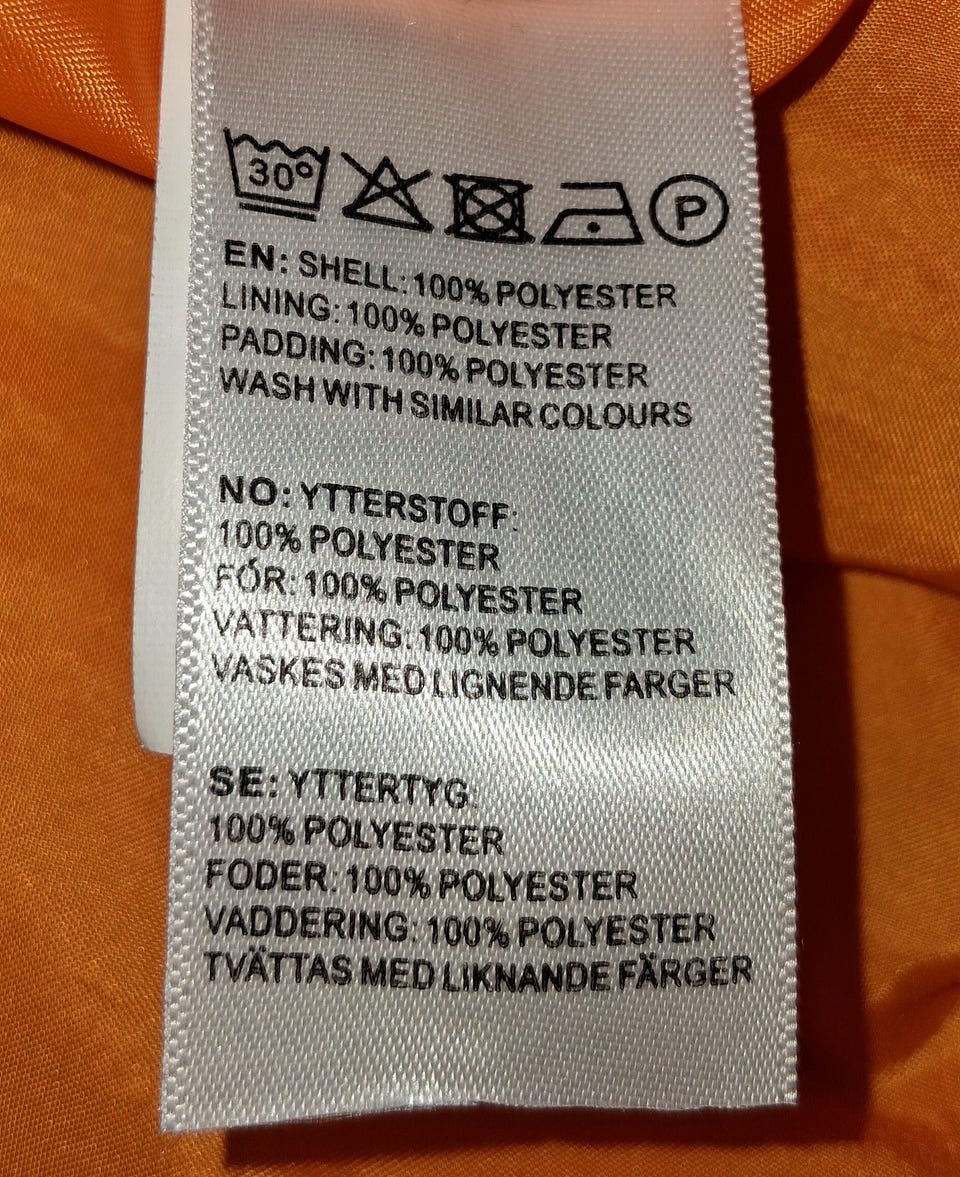 30°
P
EN: SHELL: 100% POLYESTER
LINING: 100% POLYESTER
PADDING: 100% POLYESTER
WASH WITH SIMILAR COLOURS
NO: YTTERSTOFF:
100% POLYESTER
FÓR: 100% POLYESTER
VATTERING: 100% POLYESTER
VASKES MED LIGNENDE FARGER
SE: YTTERTYG:
100% POLYESTER
FODER: 100% POLYESTER
VADDERING: 100% POLYESTER
TVÄTTAS MED LIKNANDE FÄRGER